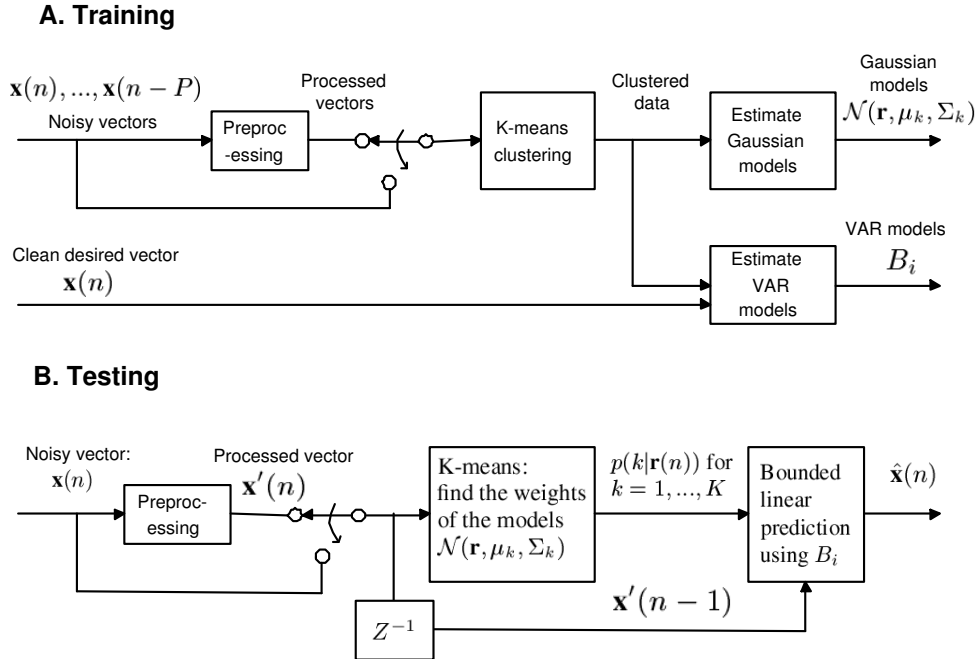 A. Training
𝐱(n), ..., 𝐱(n − P)
Noisy vectors
Preproc
-essing
Processed
vectors
K-means
clustering
Clustered
data
Estimate
Gaussian
models
Gaussian
models
𝒩(𝐫, μ_k, Σ_k)
Clean desired vector
𝐱(n)
Estimate
VAR
models
VAR models
B_i
B. Testing
Noisy vector:
𝐱(n)
Preproc-
essing
Processed vector
𝐱′(n)
K-means:
find the weights
of the models
𝒩(𝐫, μ_k, Σ_k)
p(k|𝐫(n)) for
k = 1, ..., K
Bounded
linear
prediction
using B_i
𝐱̂(n)
Z^{−1}
𝐱′(n − 1)